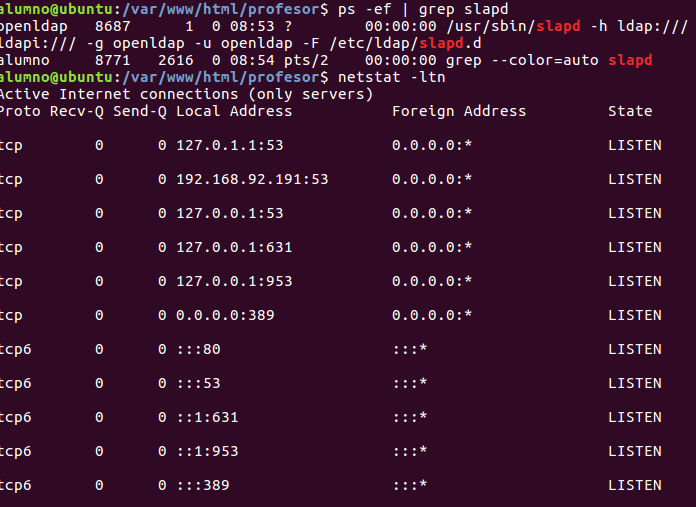 alumno@ubuntu:/var/www/html/profesor$ ps -ef | grep slapd
openldap   8687      1  0 08:53 ?        00:00:00 /usr/sbin/slapd -h ldap:///
ldapi:/// -g openldap -u openldap -F /etc/ldap/slapd.d
alumno     8771   2616  0 08:54 pts/2    00:00:00 grep --color=auto slapd
alumno@ubuntu:/var/www/html/profesor$ netstat -ltn
Active Internet connections (only servers)
Proto Recv-Q Send-Q Local Address           Foreign Address         State
tcp        0      0 127.0.1.1:53            0.0.0.0:*               LISTEN
tcp        0      0 192.168.92.191:53       0.0.0.0:*               LISTEN
tcp        0      0 127.0.0.1:53            0.0.0.0:*               LISTEN
tcp        0      0 127.0.0.1:631           0.0.0.0:*               LISTEN
tcp        0      0 127.0.0.1:953           0.0.0.0:*               LISTEN
tcp        0      0 0.0.0.0:389             0.0.0.0:*               LISTEN
tcp6       0      0 :::80                   :::*                    LISTEN
tcp6       0      0 :::53                   :::*                    LISTEN
tcp6       0      0 ::1:631                 :::*                    LISTEN
tcp6       0      0 ::1:953                 :::*                    LISTEN
tcp6       0      0 :::389                  :::*                    LISTEN